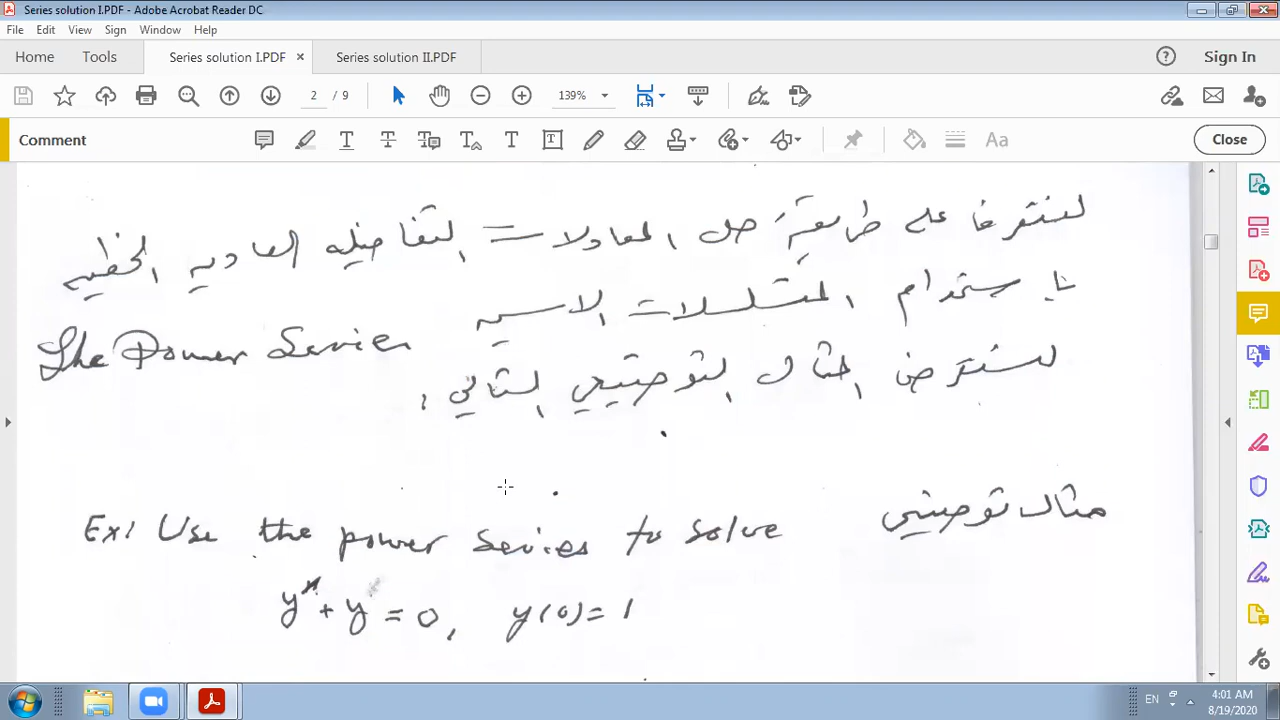 Series solution I.PDF - Adobe Acrobat Reader DC
File Edit View Sign Window Help
Home Tools Series solution I.PDF × Series solution II.PDF ? Sign In
2 / 9 139%
Comment Aa Close
لنتعرف على طريقة حل المعادلات التفاضلية العادية الخطية
باستخدام المتسلسلات الاسية
The Power Series
لنستعرض المثال التوضيحي التالي :
مثال توضيحي
Ex: Use the power series to solve
+ y = 0, y(0) = 1
EN 4:01 AM
8/19/2020